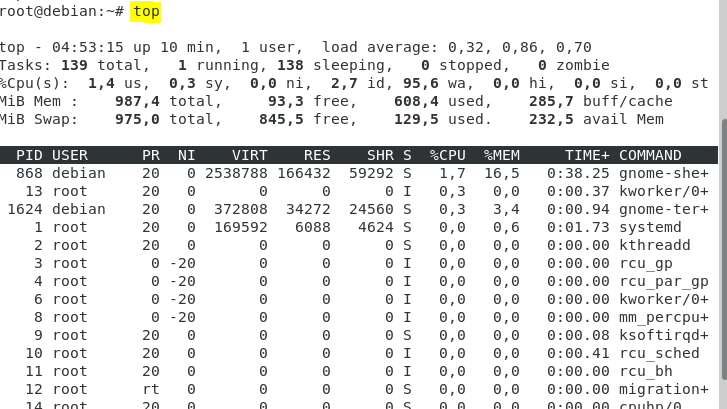 root@debian:~# top
top - 04:53:15 up 10 min,  1 user,  load average: 0,32, 0,86, 0,70
Tasks: 139 total,   1 running, 138 sleeping,   0 stopped,   0 zombie
%Cpu(s):  1,4 us,  0,3 sy,  0,0 ni,  2,7 id, 95,6 wa,  0,0 hi,  0,0 si,  0,0 st
MiB Mem :    987,4 total,     93,3 free,    608,4 used,    285,7 buff/cache
MiB Swap:    975,0 total,    845,5 free,    129,5 used.    232,5 avail Mem
PID USER      PR  NI    VIRT    RES    SHR S  %CPU  %MEM     TIME+ COMMAND
868 debian    20   0 2538788 166432  59292 S   1,7  16,5   0:38.25 gnome-she+
13 root      20   0       0      0      0 I   0,3   0,0   0:00.37 kworker/0+
1624 debian    20   0  372808  34272  24560 S   0,3   3,4   0:00.94 gnome-ter+
1 root      20   0  169592   6088   4624 S   0,0   0,6   0:01.73 systemd
2 root      20   0       0      0      0 S   0,0   0,0   0:00.00 kthreadd
3 root       0 -20       0      0      0 I   0,0   0,0   0:00.00 rcu_gp
4 root       0 -20       0      0      0 I   0,0   0,0   0:00.00 rcu_par_gp
6 root       0 -20       0      0      0 I   0,0   0,0   0:00.00 kworker/0+
8 root       0 -20       0      0      0 I   0,0   0,0   0:00.00 mm_percpu+
9 root      20   0       0      0      0 S   0,0   0,0   0:00.08 ksoftirqd+
10 root      20   0       0      0      0 I   0,0   0,0   0:00.41 rcu_sched
11 root      20   0       0      0      0 I   0,0   0,0   0:00.00 rcu_bh
12 root      rt   0       0      0      0 S   0,0   0,0   0:00.00 migration+
14 root      20   0       0      0      0 S   0,0   0,0   0:00.00 cpuhp/0